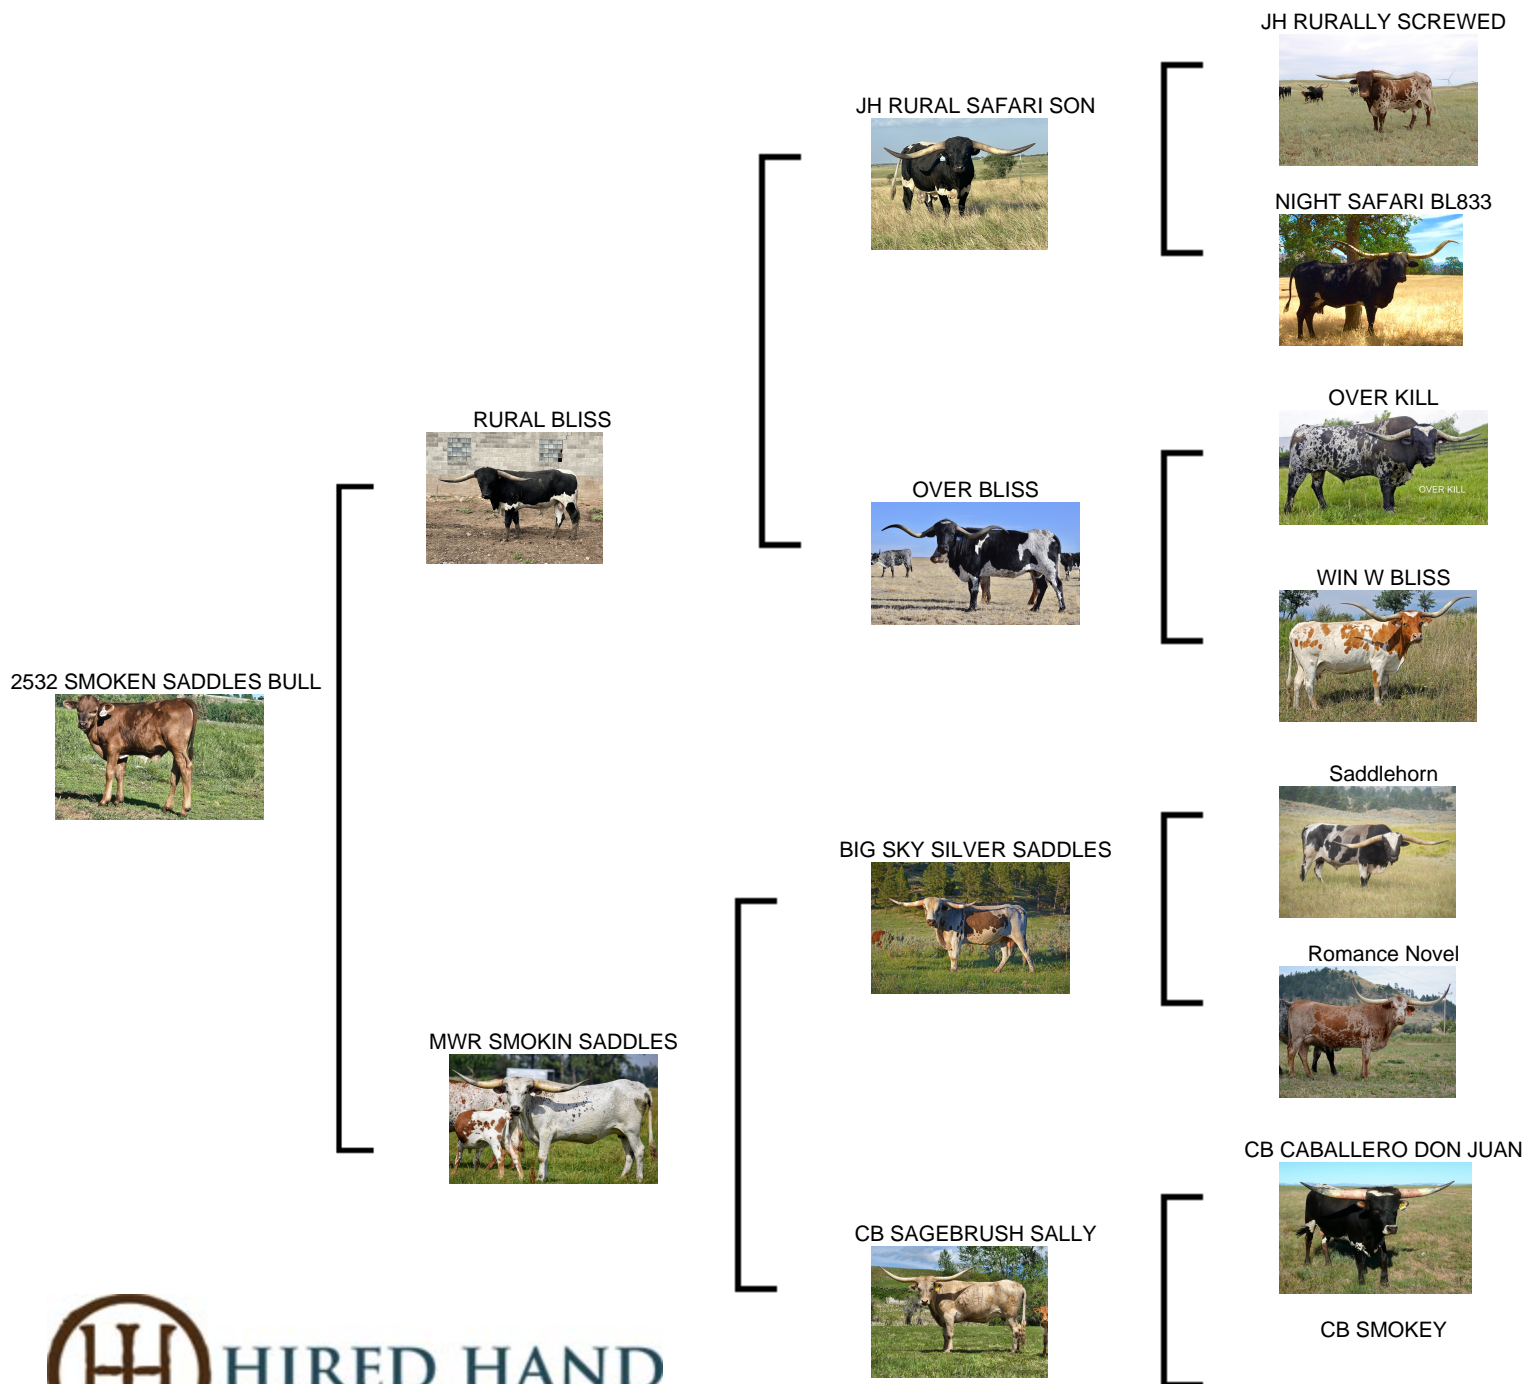 JH RURALLY SCREWED
JH RURAL SAFARI SON
NIGHT SAFARI BL833
OVER KILL
OVER KILL
RURAL BLISS
OVER BLISS
WIN W BLISS
2532 SMOKEN SADDLES BULL
Saddlehorn
BIG SKY SILVER SADDLES
Romance Novel
MWR SMOKIN SADDLES
CB CABALLERO DON JUAN
CB SAGEBRUSH SALLY
CB SMOKEY
HIRED HAND